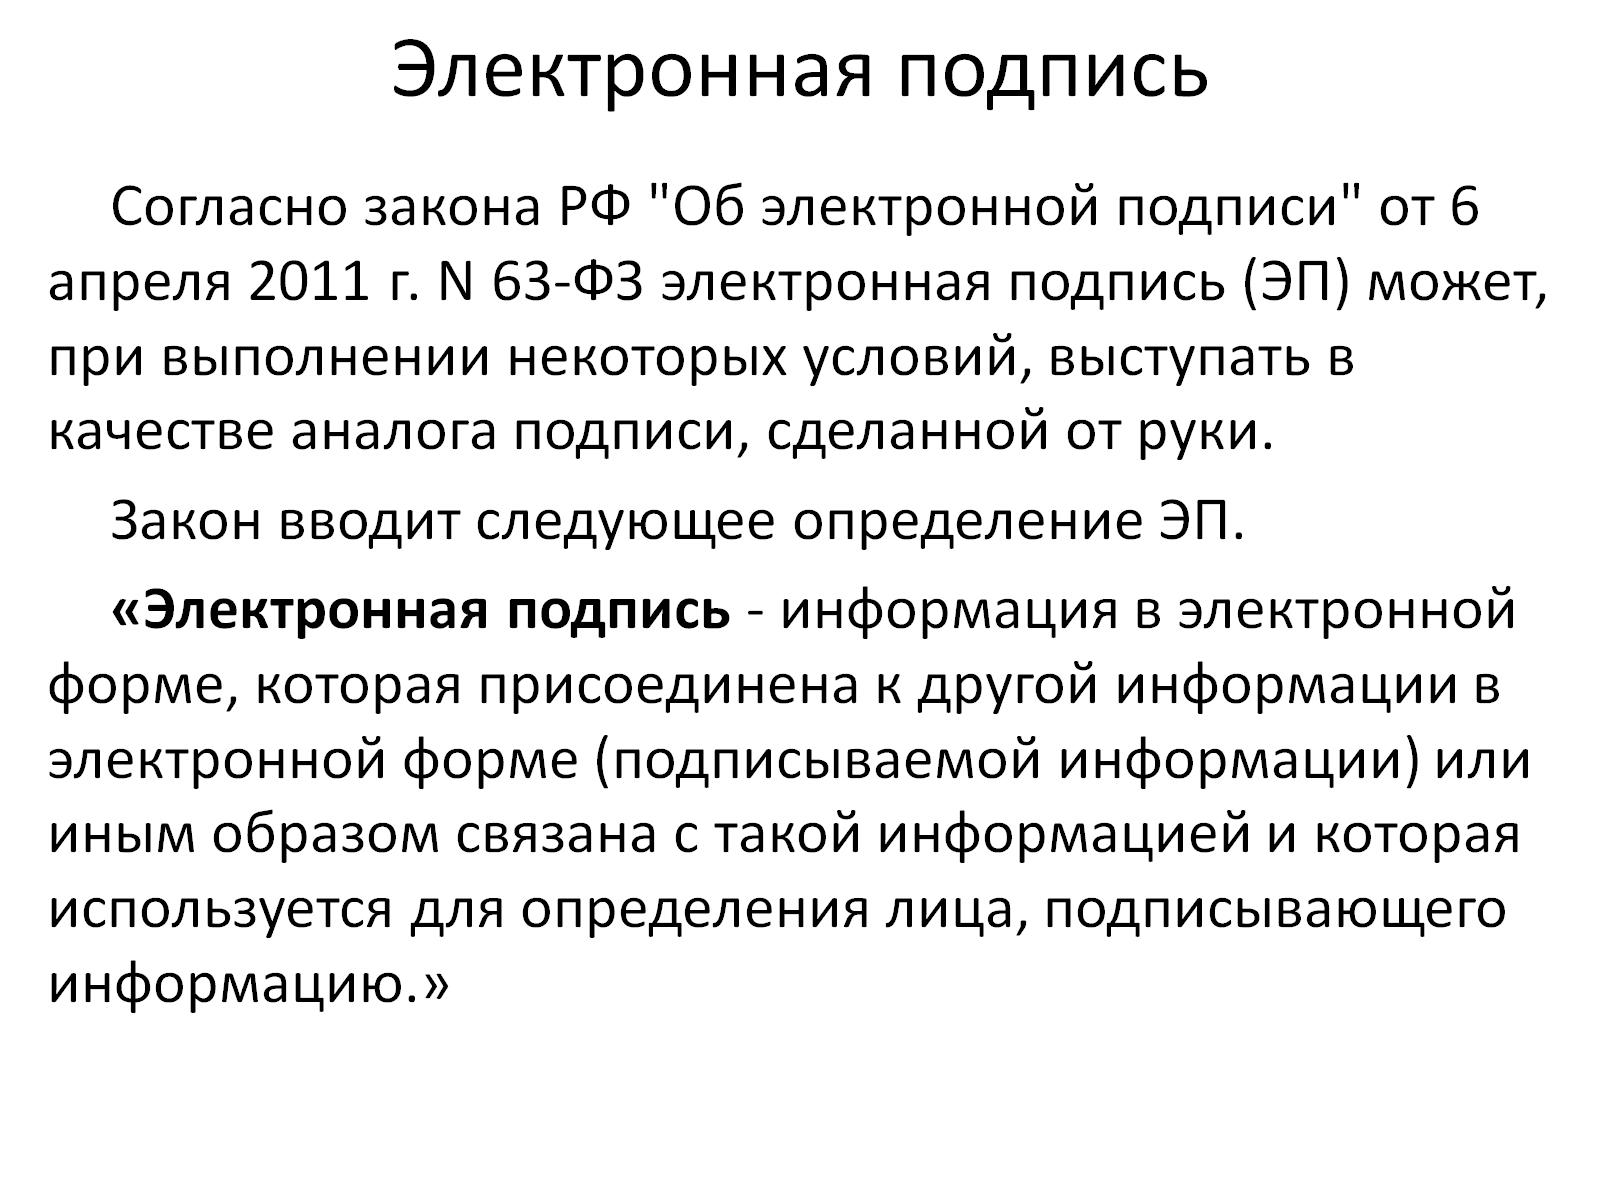 Электронная подпись
Согласно закона РФ "Об электронной подписи" от 6
апреля 2011 г. N 63-ФЗ электронная подпись (ЭП) может,
при выполнении некоторых условий, выступать в
качестве аналога подписи, сделанной от руки.
Закон вводит следующее определение ЭП.
«Электронная подпись - информация в электронной
форме, которая присоединена к другой информации в
электронной форме (подписываемой информации) или
иным образом связана с такой информацией и которая
используется для определения лица, подписывающего
информацию.»